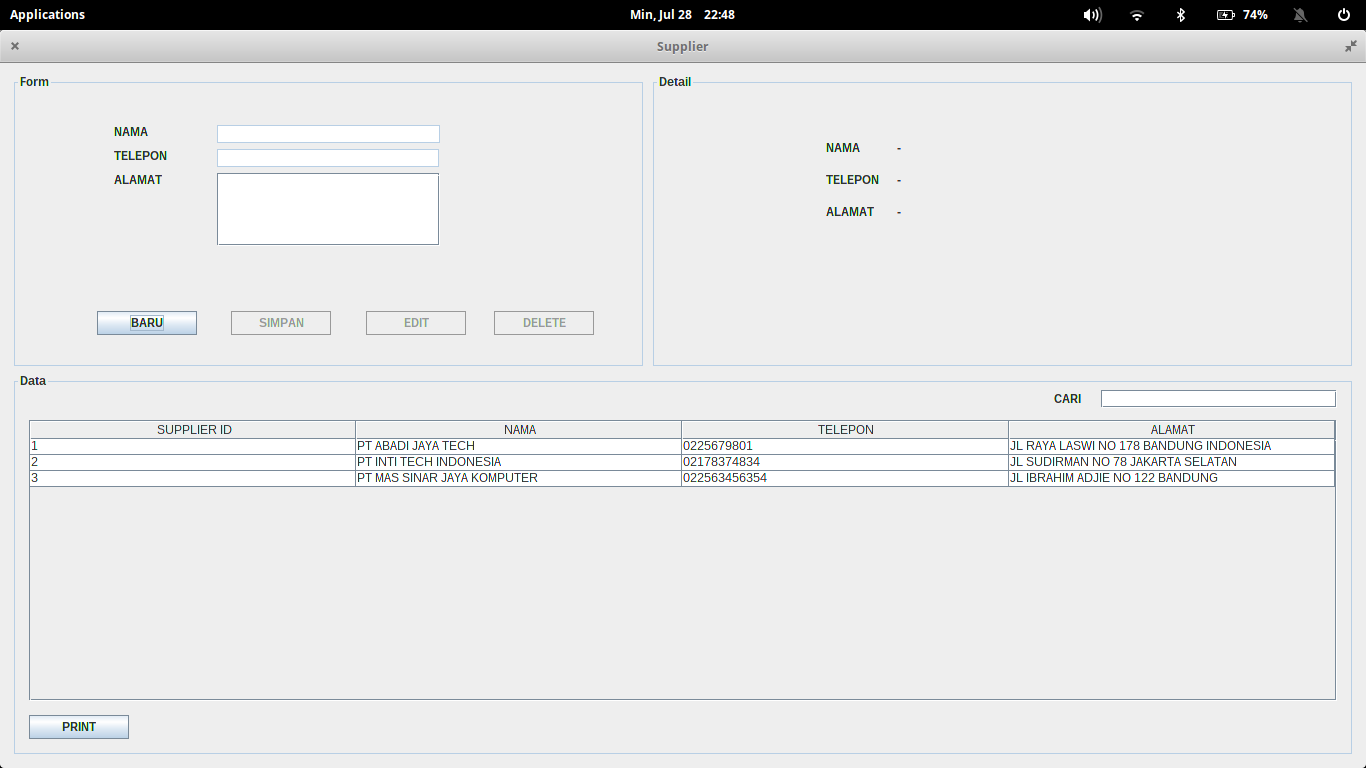 Applications Min, Jul 28 22:48 74%
Supplier
Form
NAMA
TELEPON
ALAMAT
BARU SIMPAN EDIT DELETE
Detail
NAMA -
TELEPON -
ALAMAT -
Data
CARI
SUPPLIER ID NAMA TELEPON ALAMAT
1 PT ABADI JAYA TECH 0225679801 JL RAYA LASWI NO 178 BANDUNG INDONESIA
2 PT INTI TECH INDONESIA 02178374834 JL SUDIRMAN NO 78 JAKARTA SELATAN
3 PT MAS SINAR JAYA KOMPUTER 022563456354 JL IBRAHIM ADJIE NO 122 BANDUNG
PRINT